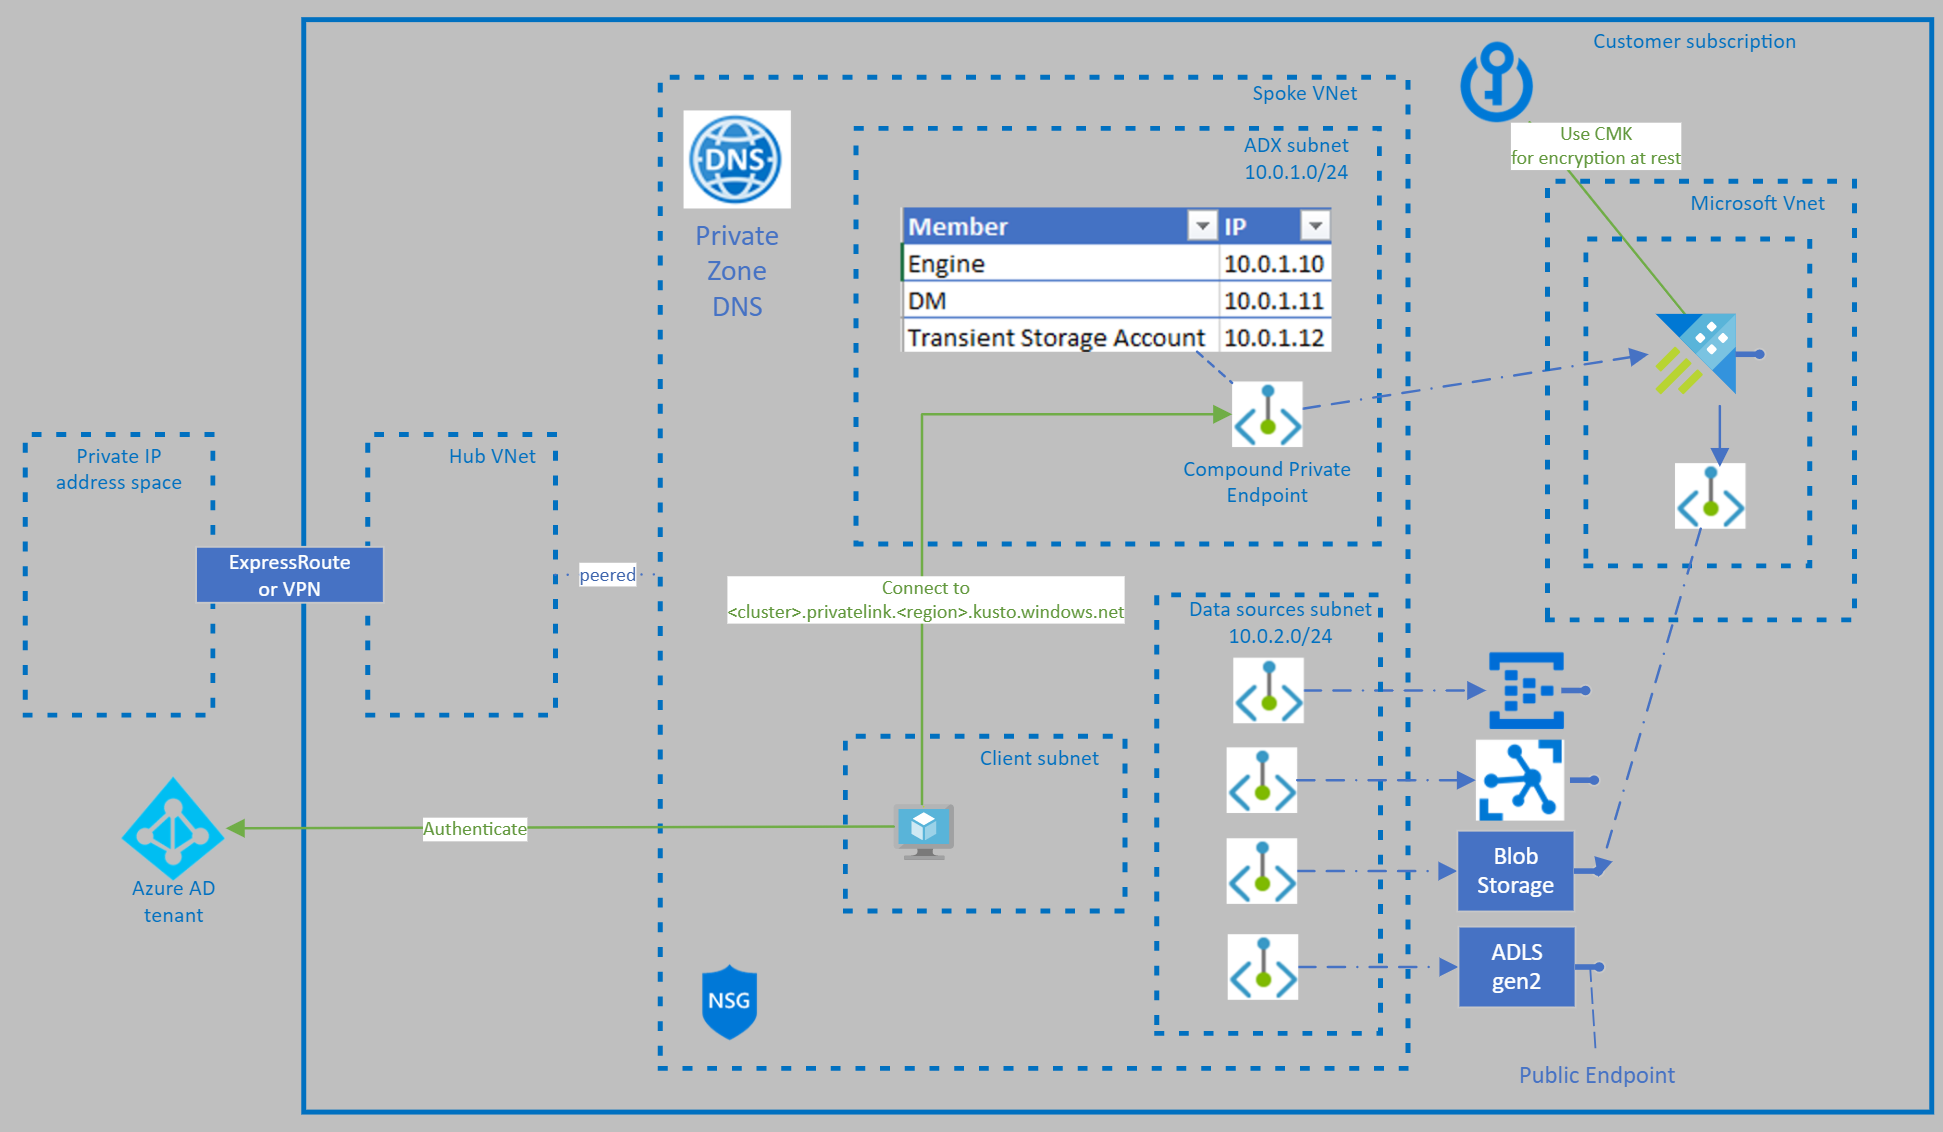 Customer subscription
Spoke VNet
DNS
Private
Zone
DNS
ADX subnet
10.0.1.0/24
Member IP
Engine 10.0.1.10
DM 10.0.1.11
Transient Storage Account 10.0.1.12
Compound Private
Endpoint
Use CMK
for encryption at rest
Microsoft Vnet
Private IP
address space
ExpressRoute
or VPN
Hub VNet
peered
Connect to
<cluster>.privatelink.<region>.kusto.windows.net
Data sources subnet
10.0.2.0/24
Client subnet
Authenticate
Azure AD
tenant
NSG
Blob
Storage
ADLS
gen2
Public Endpoint